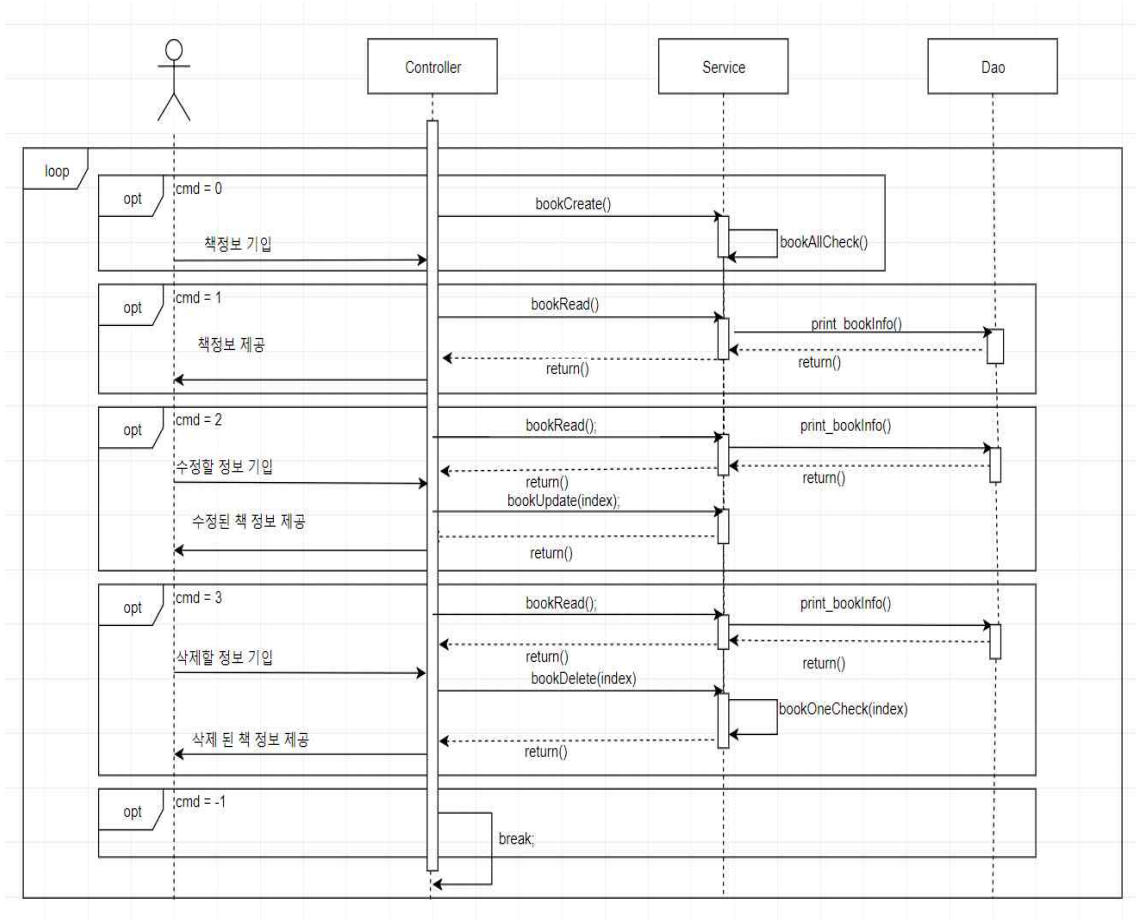 Controller
Service
Dao
loop
opt
cmd = 0
bookCreate()
책정보 기입
bookAllCheck()
opt
cmd = 1
bookRead()
print_bookInfo()
책정보 제공
return()
return()
opt
cmd = 2
bookRead();
print_bookInfo()
수정할 정보 기입
return()
return()
bookUpdate(index);
수정된 책 정보 제공
return()
opt
cmd = 3
bookRead();
print_bookInfo()
삭제할 정보 기입
return()
return()
bookDelete(index)
bookOneCheck(index)
삭제 된 책 정보 제공
return()
opt
cmd = -1
break;